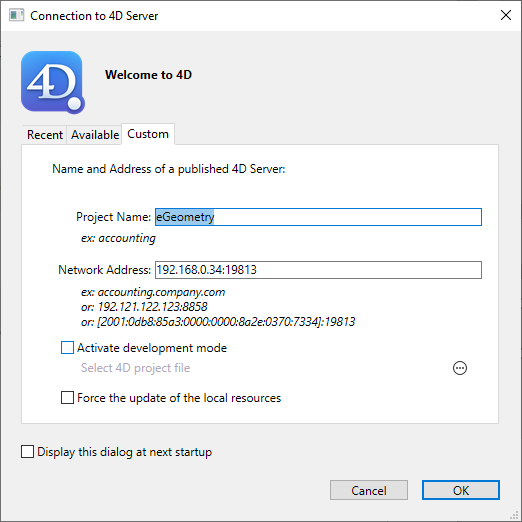 Connection to 4D Server
4D
Welcome to 4D
Recent Available Custom
Name and Address of a published 4D Server:
Project Name: eGeometry
ex: accounting
Network Address: 192.168.0.34:19813
ex: accounting.company.com
or: 192.121.122.123:8858
or: [2001:0db8:85a3:0000:0000:8a2e:0370:7334]:19813
Activate development mode
Select 4D project file
Force the update of the local resources
Display this dialog at next startup
Cancel OK